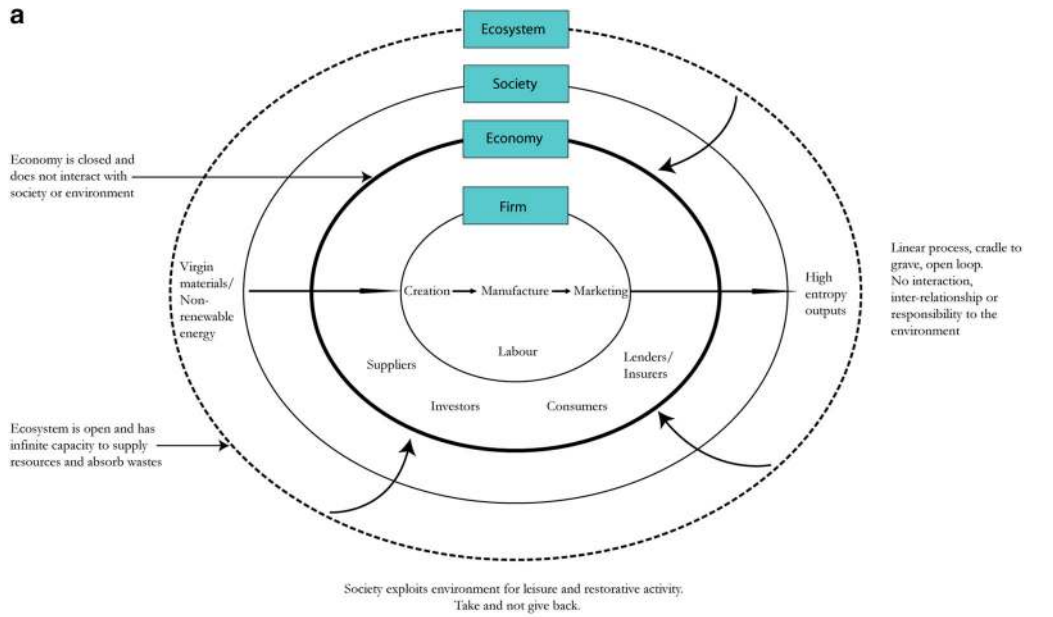 a
Ecosystem
Society
Economy
Firm
Economy is closed and
does not interact with
society or environment
Virgin
materials/
Non-
renewable
energy
Creation
Manufacture
Marketing
High
entropy
outputs
Linear process, cradle to
grave, open loop.
No interaction,
inter-relationship or
responsibility to the
environment
Labour
Suppliers
Lenders/
Insurers
Investors
Consumers
Ecosystem is open and has
infinite capacity to supply
resources and absorb wastes
Society exploits environment for leisure and restorative activity.
Take and not give back.